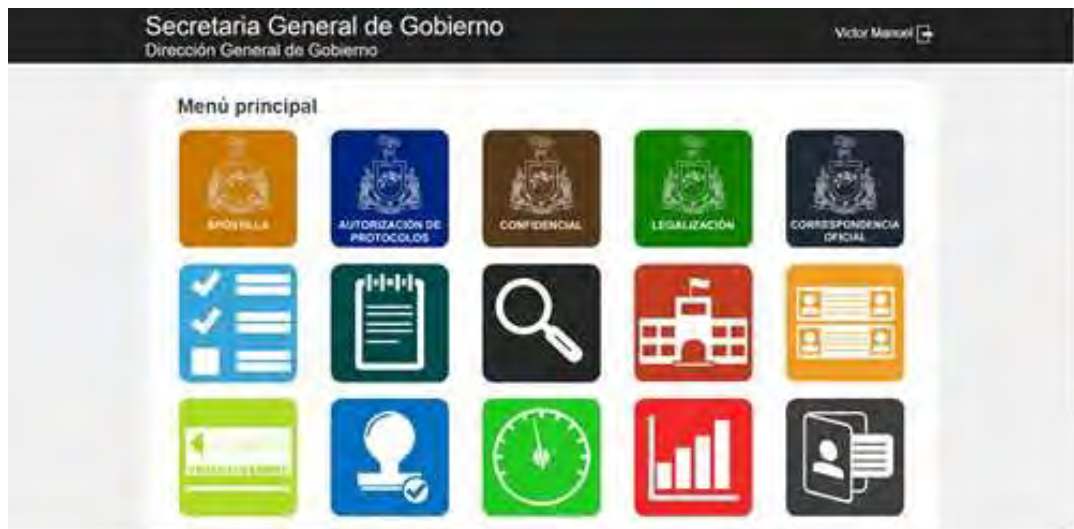 Secretaria General de Gobierno
Dirección General de Gobierno
Victor Manuel
Menú principal
APOSTILLA
AUTORIZACIÓN DE
PROTOCOLOS
CONFIDENCIAL
LEGALIZACIÓN
CORRESPONDENCIA
OFICIAL